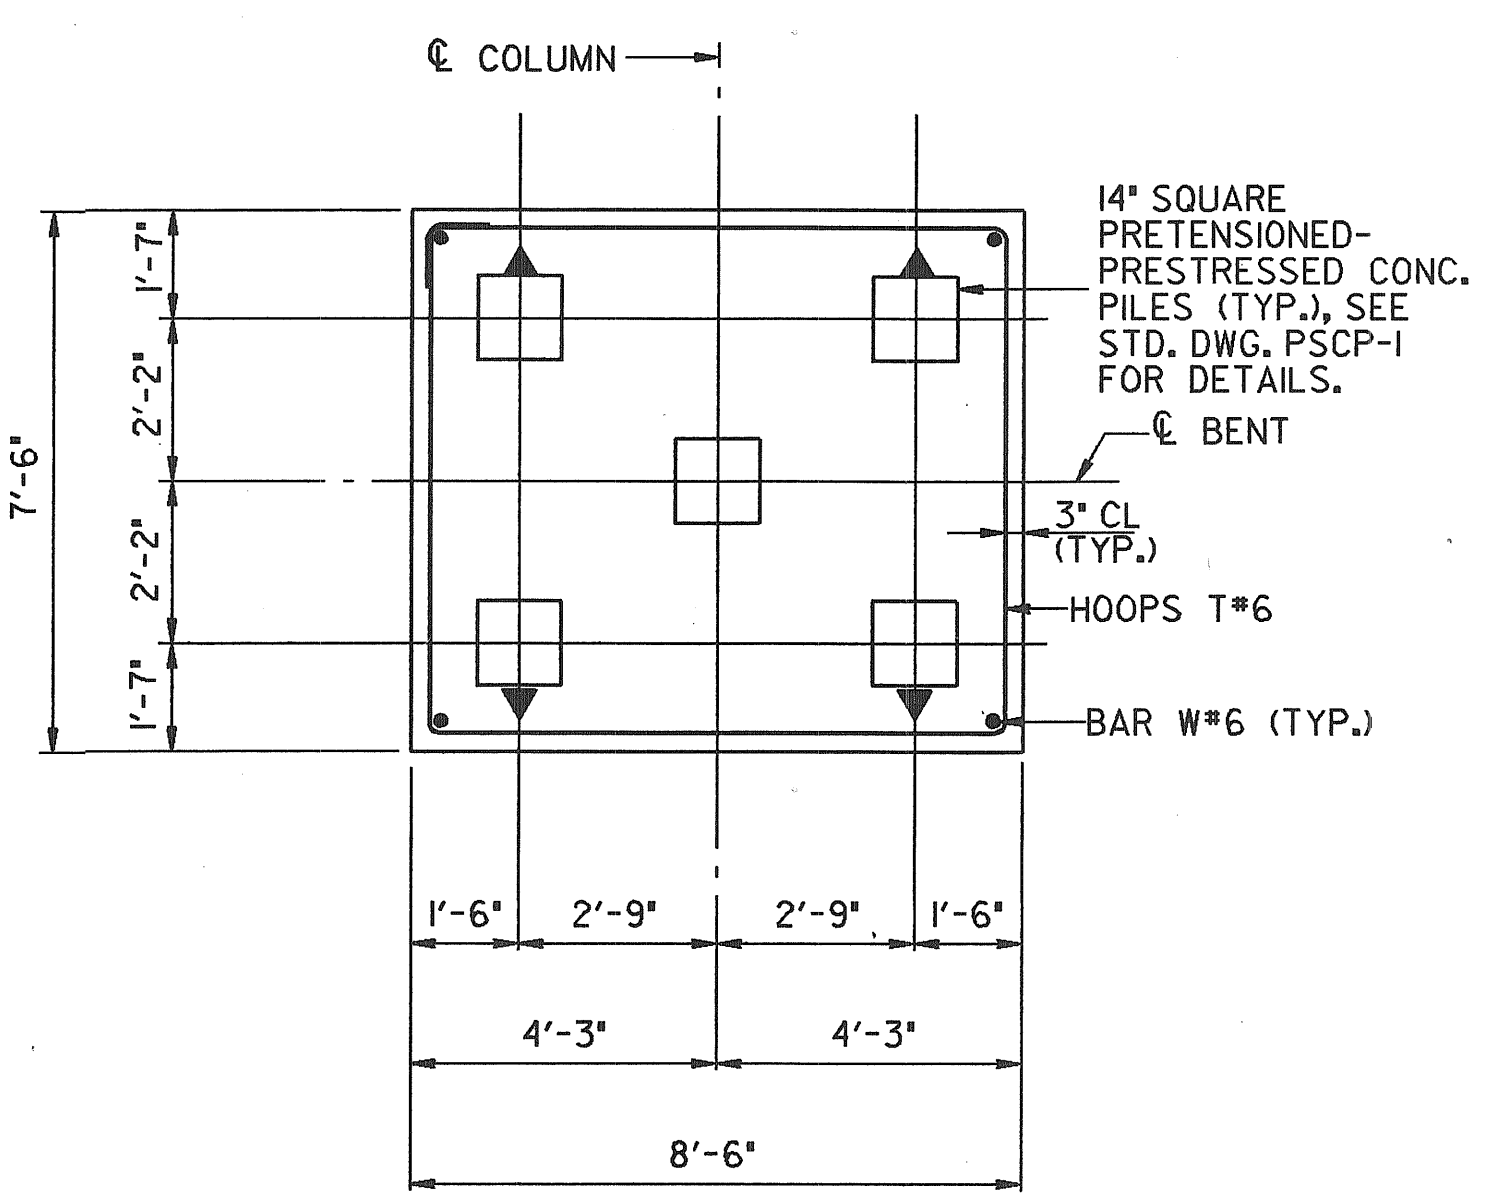 ℄ COLUMN
14" SQUARE
PRETENSIONED-
PRESTRESSED CONC.
PILES (TYP.), SEE
STD. DWG. PSCP-1
FOR DETAILS.
℄ BENT
3" CL
(TYP.)
HOOPS T#6
BAR W#6 (TYP.)
7'-6"
1'-7"
2'-2"
2'-2"
1'-7"
1'-6" 2'-9" 2'-9" 1'-6"
4'-3" 4'-3"
8'-6"